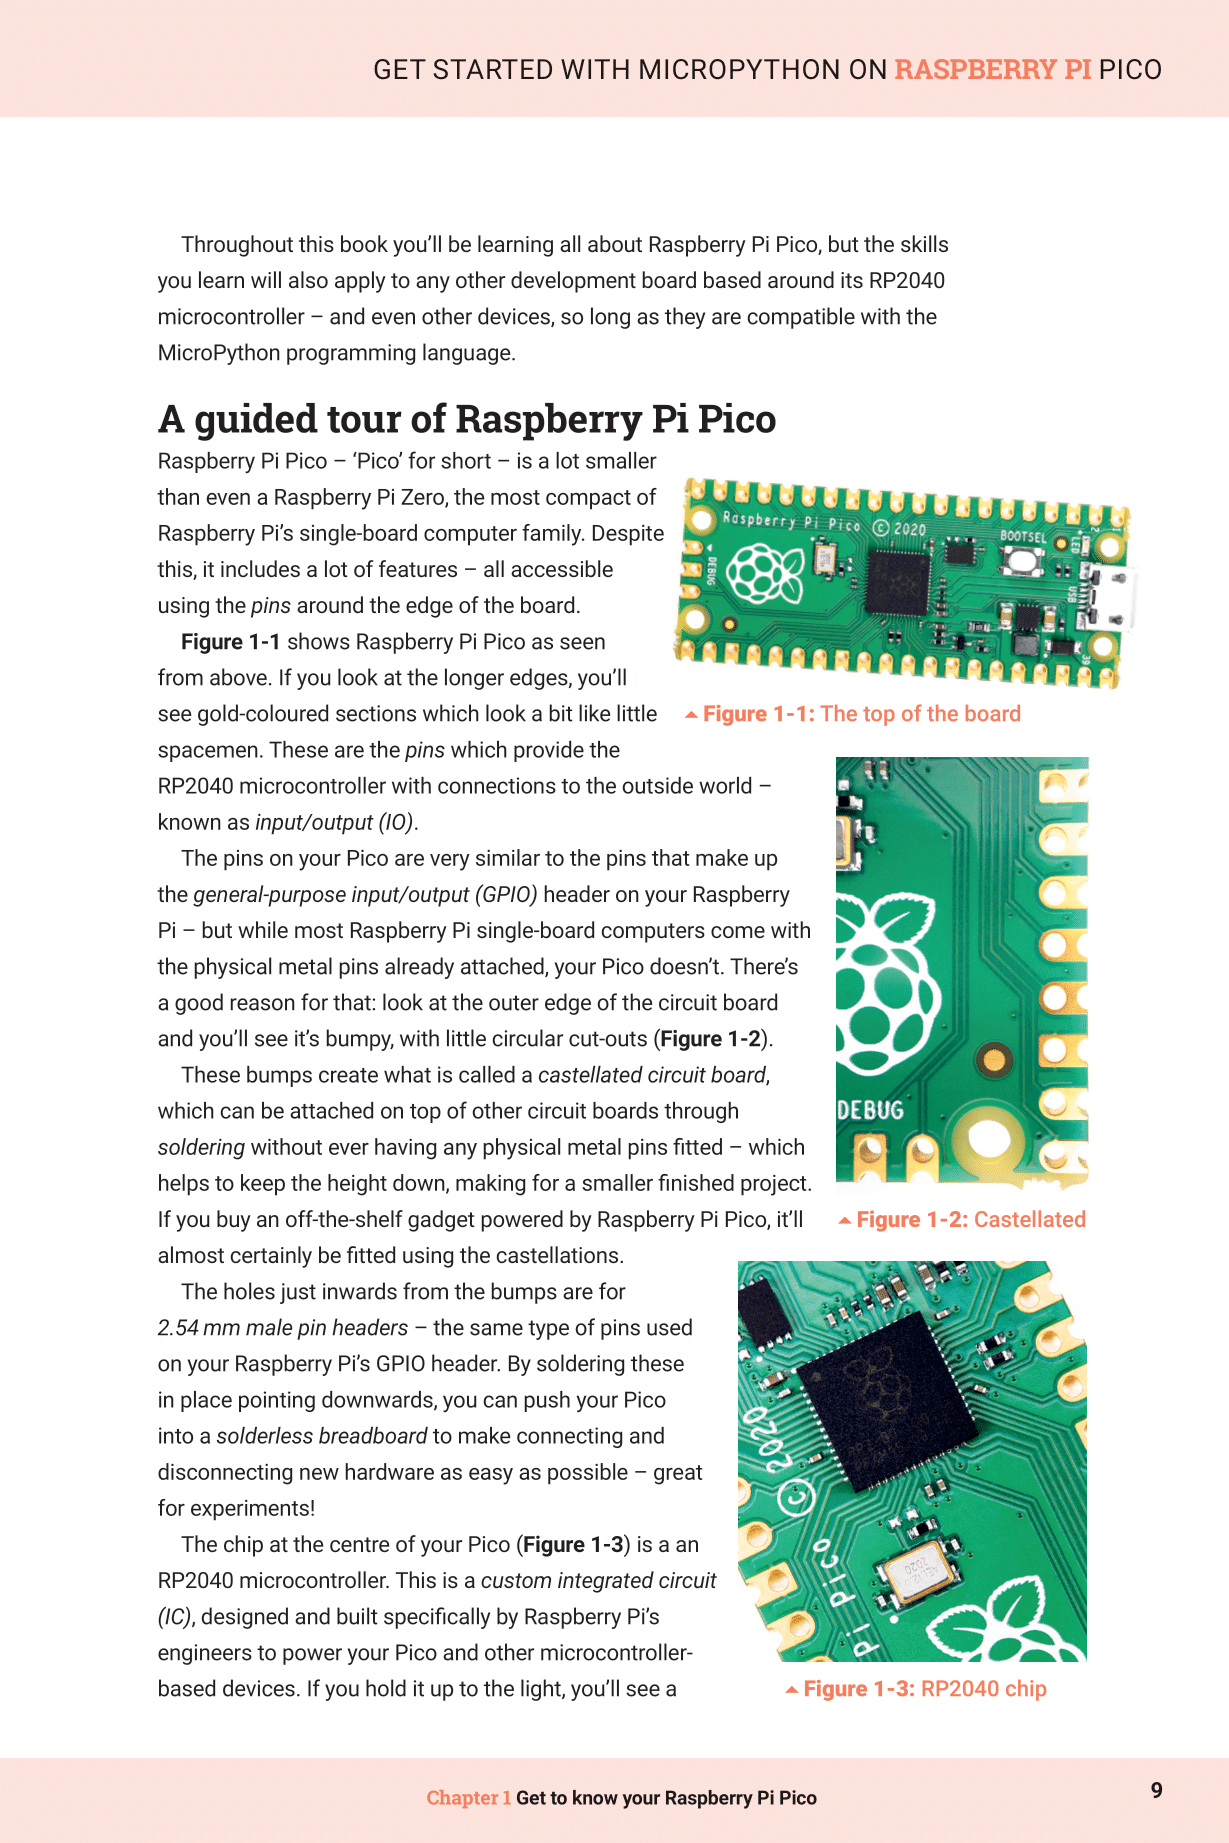 GET STARTED WITH MICROPYTHON ON RASPBERRY PI PICO
Throughout this book you’ll be learning all about Raspberry Pi Pico, but the skills
you learn will also apply to any other development board based around its RP2040
microcontroller – and even other devices, so long as they are compatible with the
MicroPython programming language.
A guided tour of Raspberry Pi Pico
Raspberry Pi Pico – ‘Pico’ for short – is a lot smaller
than even a Raspberry Pi Zero, the most compact of
Raspberry Pi’s single-board computer family. Despite
this, it includes a lot of features – all accessible
using the pins around the edge of the board.
Figure 1-1 shows Raspberry Pi Pico as seen
from above. If you look at the longer edges, you’ll
see gold-coloured sections which look a bit like little
spacemen. These are the pins which provide the
RP2040 microcontroller with connections to the outside world –
known as input/output (IO).
The pins on your Pico are very similar to the pins that make up
the general-purpose input/output (GPIO) header on your Raspberry
Pi – but while most Raspberry Pi single-board computers come with
the physical metal pins already attached, your Pico doesn’t. There’s
a good reason for that: look at the outer edge of the circuit board
and you’ll see it’s bumpy, with little circular cut-outs (Figure 1-2).
These bumps create what is called a castellated circuit board,
which can be attached on top of other circuit boards through
soldering without ever having any physical metal pins fitted – which
helps to keep the height down, making for a smaller finished project.
If you buy an off-the-shelf gadget powered by Raspberry Pi Pico, it’ll
almost certainly be fitted using the castellations.
The holes just inwards from the bumps are for
2.54 mm male pin headers – the same type of pins used
on your Raspberry Pi’s GPIO header. By soldering these
in place pointing downwards, you can push your Pico
into a solderless breadboard to make connecting and
disconnecting new hardware as easy as possible – great
for experiments!
The chip at the centre of your Pico (Figure 1-3) is a an
RP2040 microcontroller. This is a custom integrated circuit
(IC), designed and built specifically by Raspberry Pi’s
engineers to power your Pico and other microcontroller-
based devices. If you hold it up to the light, you’ll see a
Raspberry Pi Pico © 2020
BOOTSEL
LED
2
1
DEBUG
USB
39
Figure 1-1: The top of the board
DEBUG
Figure 1-2: Castellated
Pi Pico © 2020
Figure 1-3: RP2040 chip
Chapter 1 Get to know your Raspberry Pi Pico
9